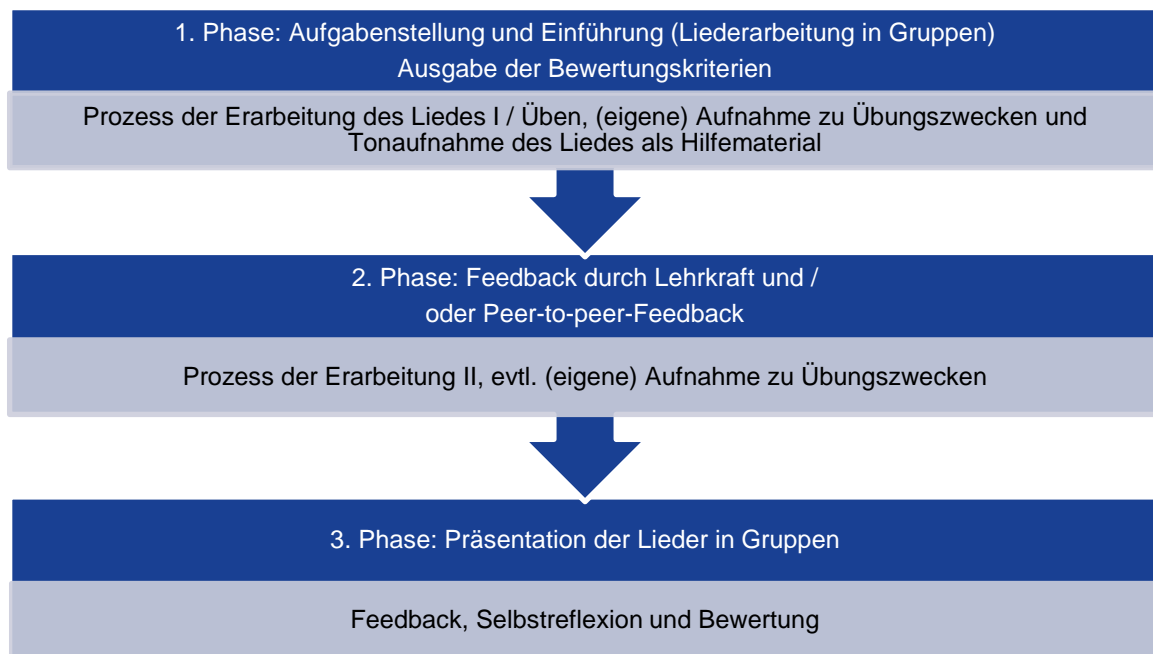 1. Phase: Aufgabenstellung und Einführung (Liederarbeitung in Gruppen)
Ausgabe der Bewertungskriterien
Prozess der Erarbeitung des Liedes I / Üben, (eigene) Aufnahme zu Übungszwecken und
Tonaufnahme des Liedes als Hilfematerial
2. Phase: Feedback durch Lehrkraft und /
oder Peer-to-peer-Feedback
Prozess der Erarbeitung II, evtl. (eigene) Aufnahme zu Übungszwecken
3. Phase: Präsentation der Lieder in Gruppen
Feedback, Selbstreflexion und Bewertung